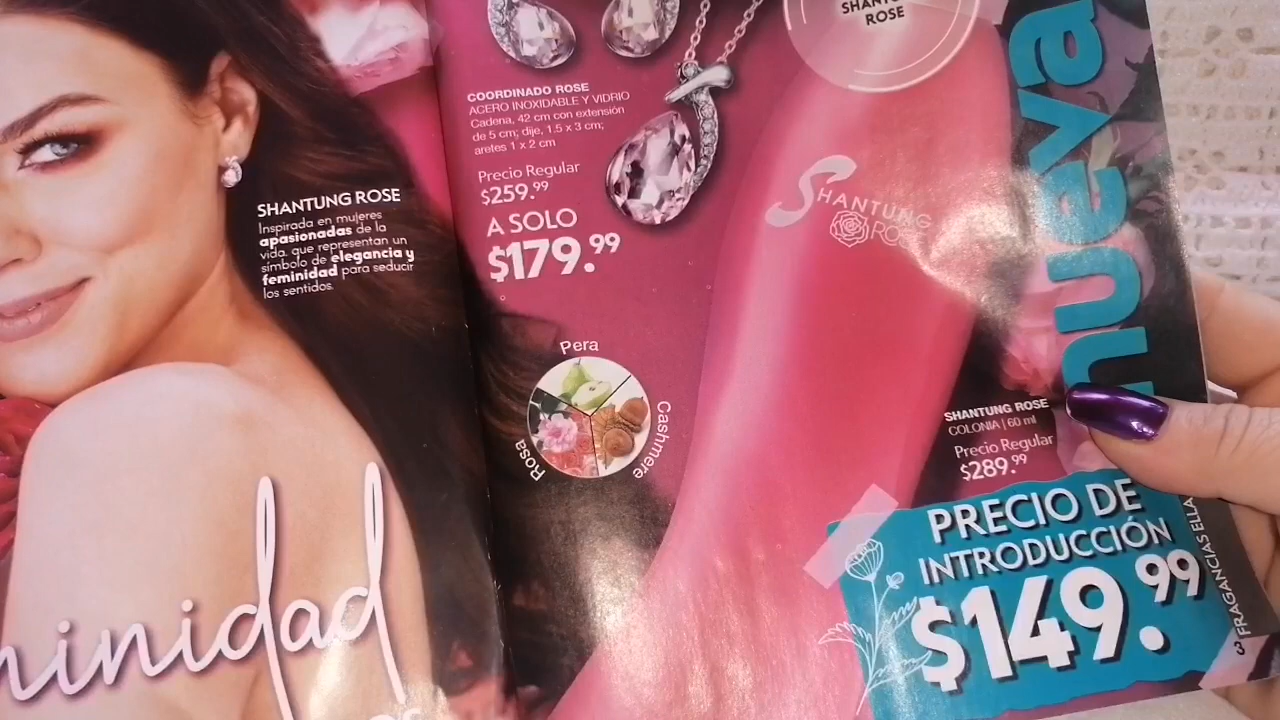 SHANTUNG ROSE
Inspirada en mujeres
apasionadas de la
vida, que representan un
símbolo de elegancia y
feminidad para seducir
los sentidos.
COORDINADO ROSE
ACERO INOXIDABLE Y VIDRIO
Cadena, 42 cm con extensión
de 5 cm; dije, 1.5 x 3 cm;
aretes 1 x 2 cm
Precio Regular
$259.99
A SOLO
$179.99
Pera
Cashmere
Rosa
ROSE
SHANTUNG
nueva
SHANTUNG ROSE
COLONIA | 60 ml
Precio Regular
$289.99
PRECIO DE
INTRODUCCIÓN
$149.99
3 FRAGANCIAS ELLA